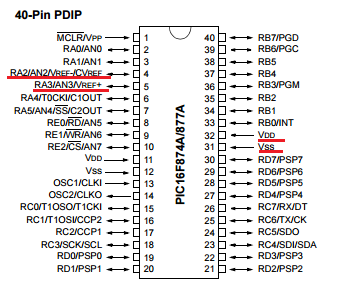 40-Pin PDIP
MCLR/VPP 1 40 RB7/PGD
RA0/AN0 2 39 RB6/PGC
RA1/AN1 3 38 RB5
RA2/AN2/VREF-/CVREF 4 37 RB4
RA3/AN3/VREF+ 5 36 RB3/PGM
RA4/T0CKI/C1OUT 6 35 RB2
RA5/AN4/SS/C2OUT 7 34 RB1
RE0/RD/AN5 8 33 RB0/INT
RE1/WR/AN6 9 32 VDD
RE2/CS/AN7 10 31 VSS
VDD 11 30 RD7/PSP7
VSS 12 29 RD6/PSP6
OSC1/CLKI 13 28 RD5/PSP5
OSC2/CLKO 14 27 RD4/PSP4
RC0/T1OSO/T1CKI 15 26 RC7/RX/DT
RC1/T1OSI/CCP2 16 25 RC6/TX/CK
RC2/CCP1 17 24 RC5/SDO
RC3/SCK/SCL 18 23 RC4/SDI/SDA
RD0/PSP0 19 22 RD3/PSP3
RD1/PSP1 20 21 RD2/PSP2
PIC16F874A/877A